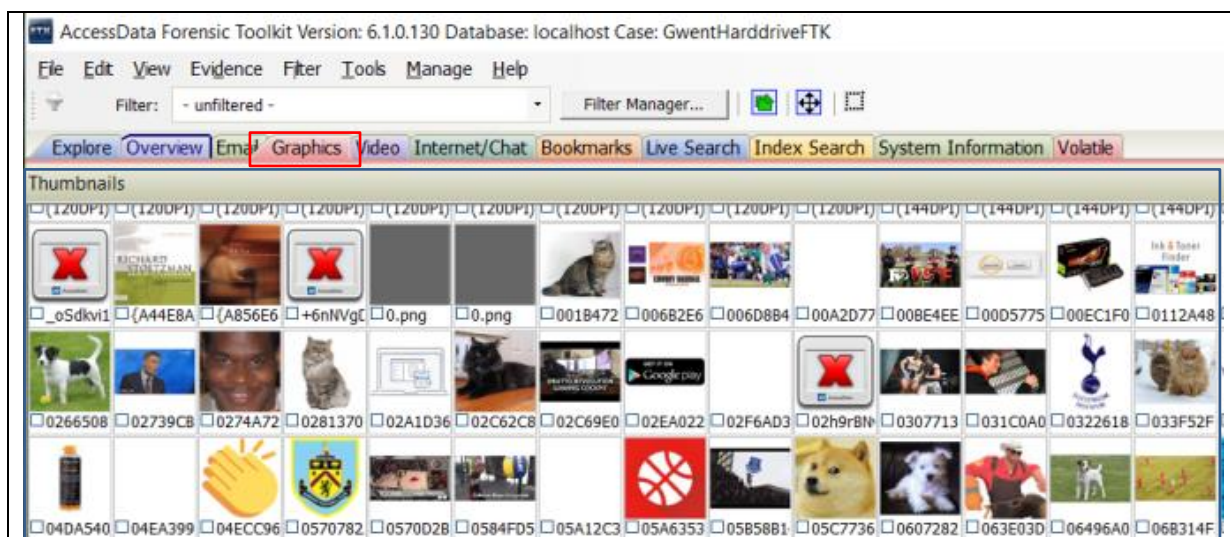 AccessData Forensic Toolkit Version: 6.1.0.130 Database: localhost Case: GwentHarddriveFTK
File Edit View Evidence Filter Tools Manage Help
Filter: - unfiltered - Filter Manager...
Explore Overview Email Graphics Video Internet/Chat Bookmarks Live Search Index Search System Information Volatile
Thumbnails
(120DPI) (120DPI) (120DPI) (120DPI) (120DPI) (120DPI) (120DPI) (120DPI) (120DPI) (120DPI) (144DPI) (144DPI) (144DPI) (144DPI)
RICHARD
STOLTZMAN
Ink & Toner
Finder
_oSdkvi1 {A44E8A {A856E6 +6nNVgD 0.png 0.png 001B472 006B2E6 006D8B4 00A2D77 00BE4EE 00D5775 00EC1F0 0112A48
GET IT ON
Google play
0266508 02739CB 0274A72 0281370 02A1D36 02C62C8 02C69E0 02EA022 02F6AD3 02h9rBN 0307713 031C0A0 0322618 033F52F
04DA540 04EA399 04ECC96 0570782 0570D2B 0584FD5 05A12C3 05A6353 05B58B1 05C7736 0607282 063E03D 06496A0 06B314F